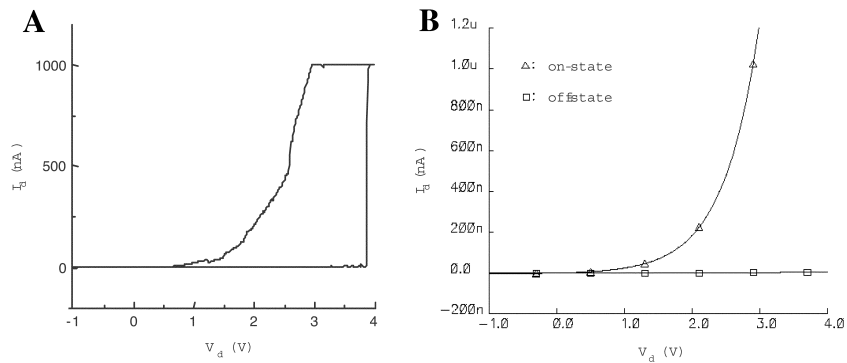 A
1000
500
0
I_d (nA)
-1
0
1
2
3
4
V_d (V)
B
1.2u
1.0u
800n
600n
400n
200n
0.0
-200n
I_d (nA)
△: on-state
□: offstate
-1.0
0.0
1.0
2.0
3.0
4.0
V_d (V)